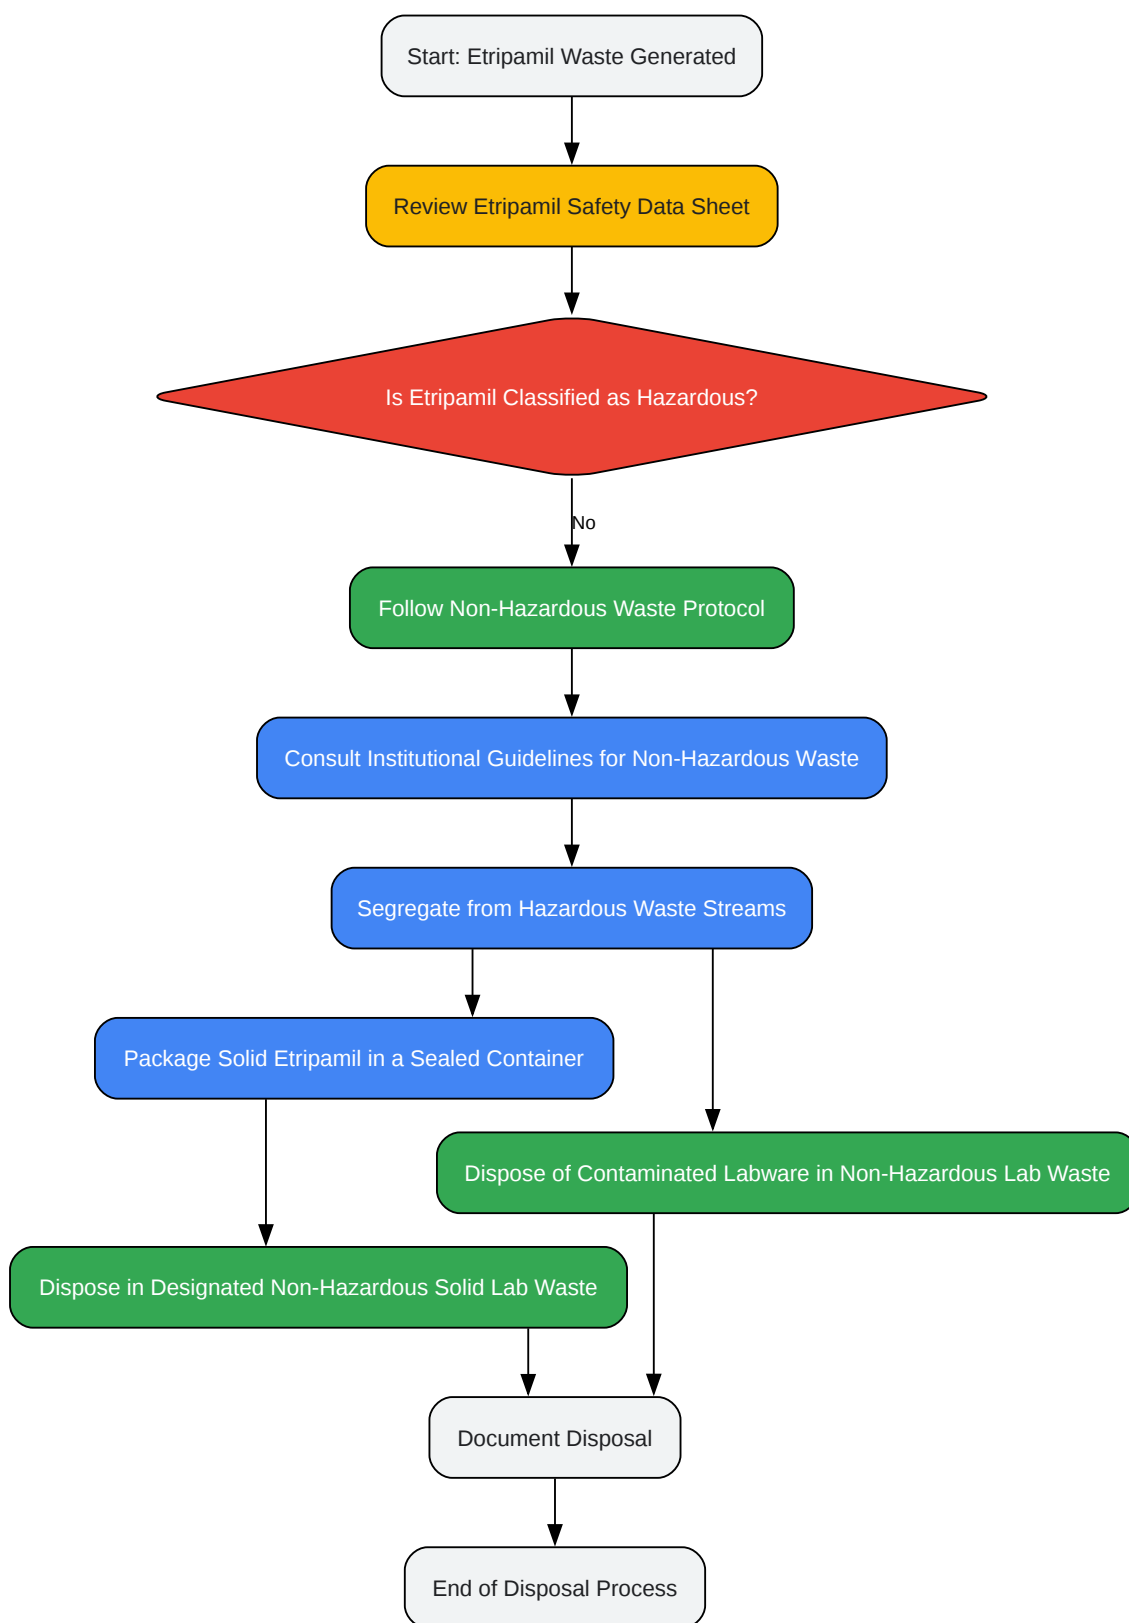 Start: Etripamil Waste Generated
Review Etripamil Safety Data Sheet
Is Etripamil Classified as Hazardous?
No
Follow Non-Hazardous Waste Protocol
Consult Institutional Guidelines for Non-Hazardous Waste
Segregate from Hazardous Waste Streams
Package Solid Etripamil in a Sealed Container
Dispose of Contaminated Labware in Non-Hazardous Lab Waste
Dispose in Designated Non-Hazardous Solid Lab Waste
Document Disposal
End of Disposal Process